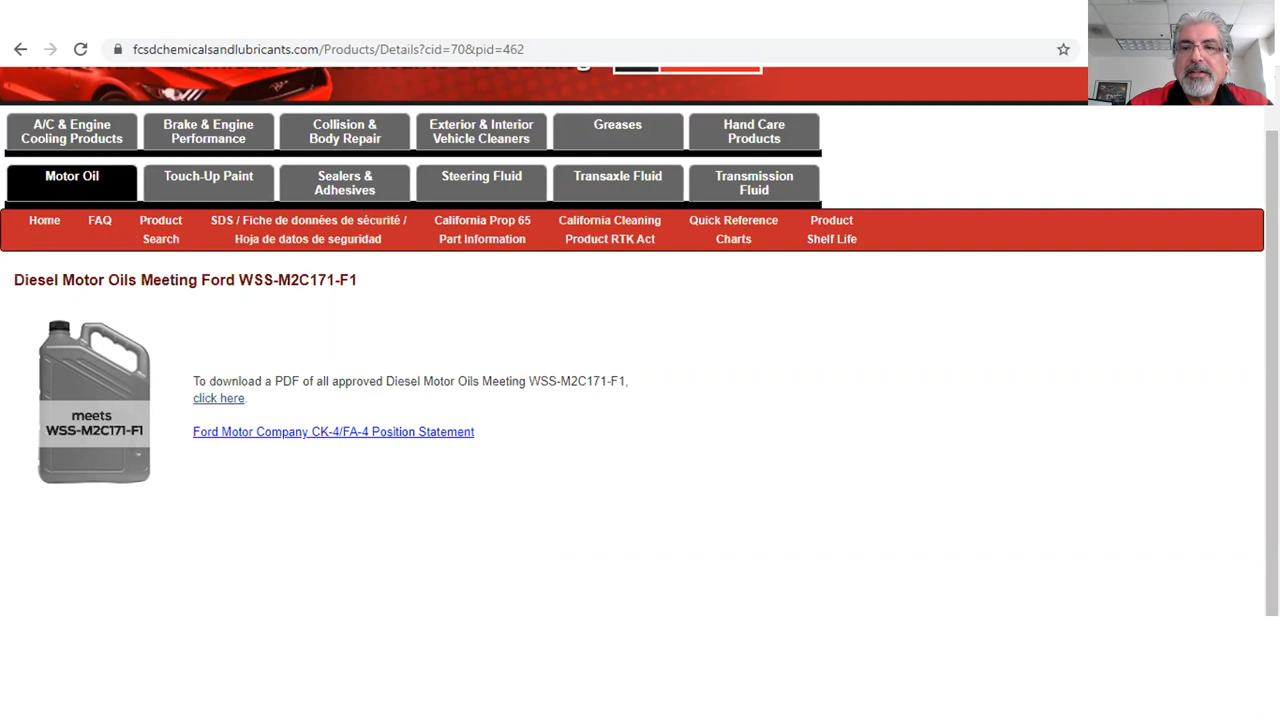 fcsdchemicalsandlubricants.com/Products/Details?cid=70&pid=462
A/C & Engine
Cooling Products
Brake & Engine
Performance
Collision &
Body Repair
Exterior & Interior
Vehicle Cleaners
Greases
Hand Care
Products
Motor Oil
Touch-Up Paint
Sealers &
Adhesives
Steering Fluid
Transaxle Fluid
Transmission
Fluid
Home
FAQ
Product
Search
SDS / Fiche de données de sécurité /
Hoja de datos de seguridad
California Prop 65
Part Information
California Cleaning
Product RTK Act
Quick Reference
Charts
Product
Shelf Life
Diesel Motor Oils Meeting Ford WSS-M2C171-F1
meets
WSS-M2C171-F1
To download a PDF of all approved Diesel Motor Oils Meeting WSS-M2C171-F1,
click here.
Ford Motor Company CK-4/FA-4 Position Statement